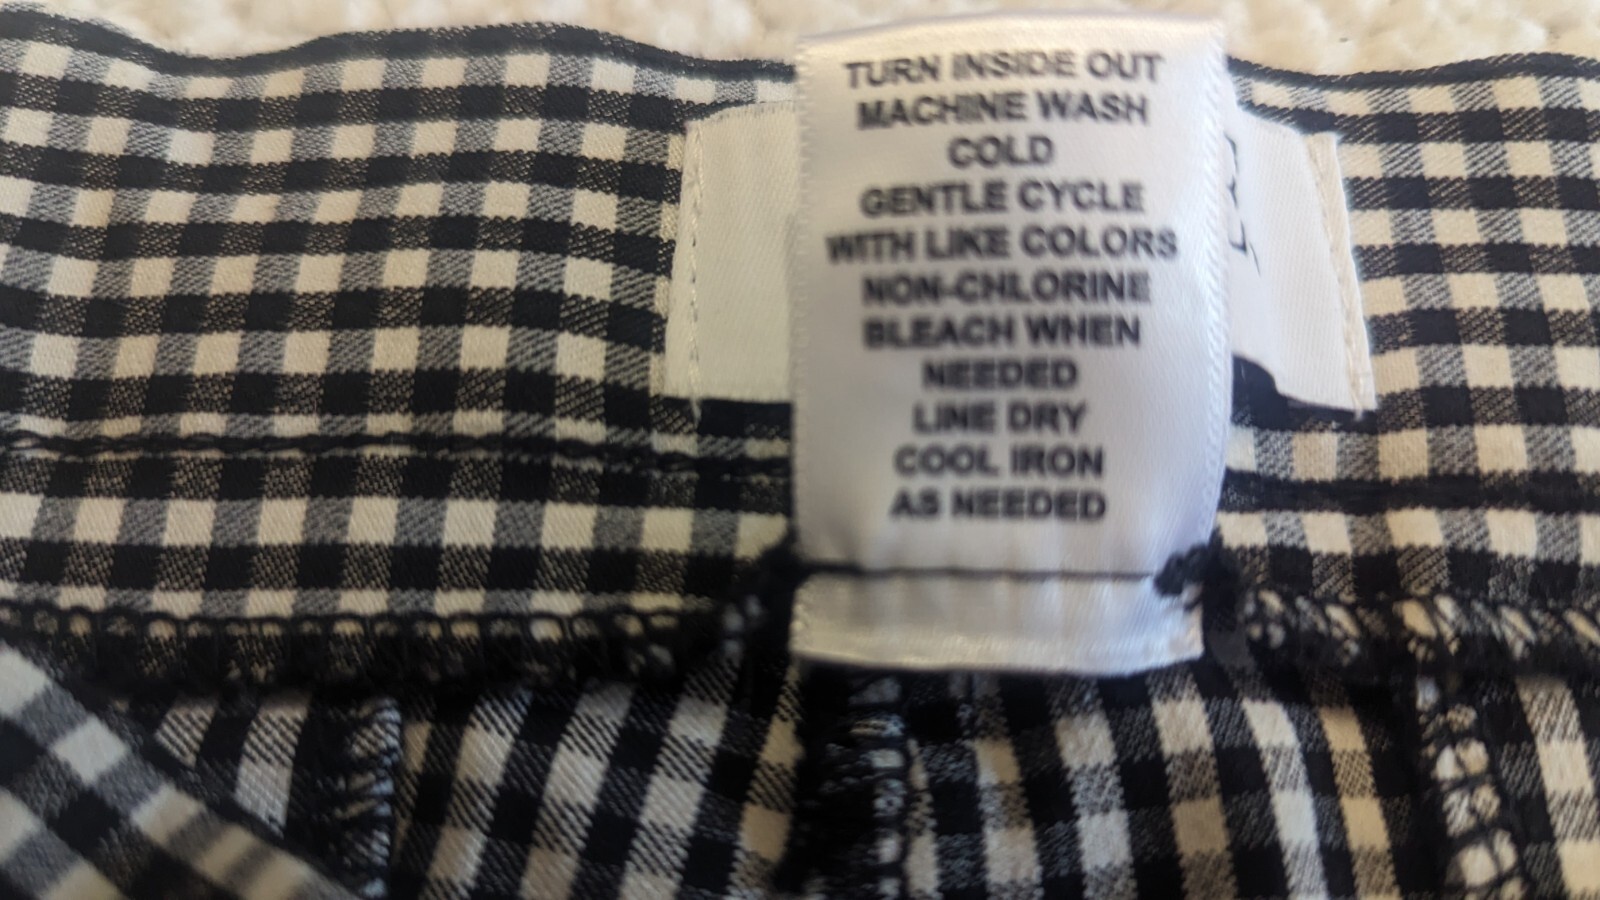 TURN INSIDE OUT
MACHINE WASH
COLD
GENTLE CYCLE
WITH LIKE COLORS
NON-CHLORINE
BLEACH WHEN
NEEDED
LINE DRY
COOL IRON
AS NEEDED